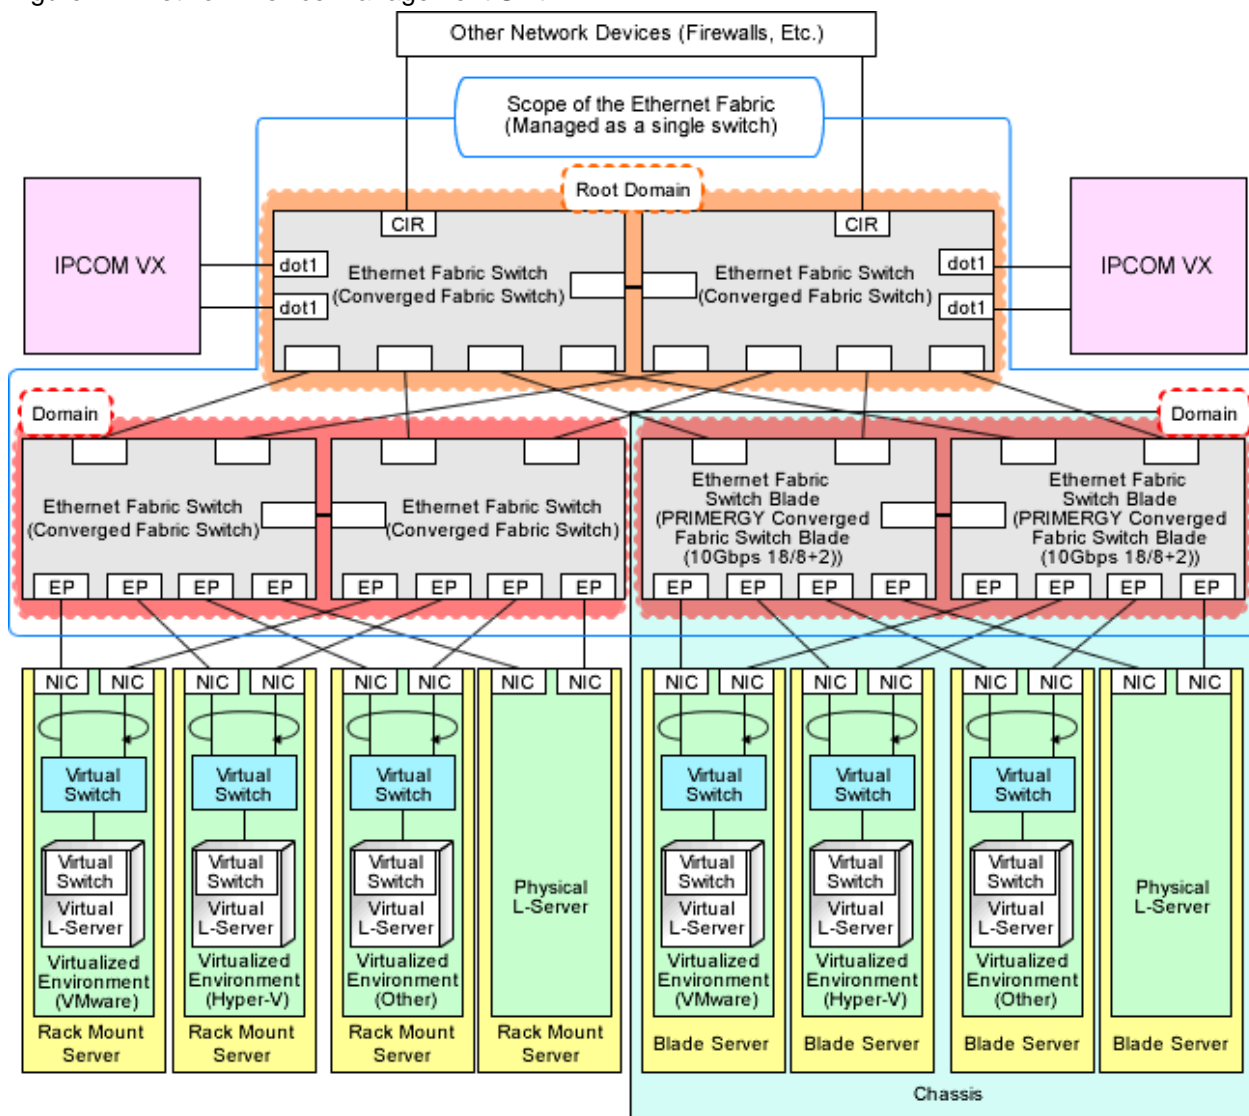 Other Network Devices (Firewalls, Etc.)
Scope of the Ethernet Fabric
(Managed as a single switch)
Root Domain
IPCOM VX
CIR
CIR
IPCOM VX
dot1
dot1
Ethernet Fabric Switch
(Converged Fabric Switch)
Ethernet Fabric Switch
(Converged Fabric Switch)
dot1
dot1
Domain
Domain
Ethernet Fabric Switch
(Converged Fabric Switch)
Ethernet Fabric Switch
(Converged Fabric Switch)
Ethernet Fabric
Switch Blade
(PRIMERGY Converged
Fabric Switch Blade
(10Gbps 18/8+2))
Ethernet Fabric
Switch Blade
(PRIMERGY Converged
Fabric Switch Blade
(10Gbps 18/8+2))
EP EP EP EP
EP EP EP EP
EP EP EP EP
EP EP EP EP
NIC NIC
NIC NIC
NIC NIC
NIC NIC
NIC NIC
NIC NIC
NIC NIC
NIC NIC
Virtual
Switch
Virtual
Switch
Virtual
L-Server
Virtualized
Environment
(VMware)
Rack Mount
Server
Virtual
Switch
Virtual
Switch
Virtual
L-Server
Virtualized
Environment
(Hyper-V)
Rack Mount
Server
Virtual
Switch
Virtual
Switch
Virtual
L-Server
Virtualized
Environment
(Other)
Rack Mount
Server
Physical
L-Server
Rack Mount
Server
Virtual
Switch
Virtual
Switch
Virtual
L-Server
Virtualized
Environment
(VMware)
Blade Server
Virtual
Switch
Virtual
Switch
Virtual
L-Server
Virtualized
Environment
(Hyper-V)
Blade Server
Virtual
Switch
Virtual
Switch
Virtual
L-Server
Virtualized
Environment
(Other)
Blade Server
Physical
L-Server
Blade Server
Chassis